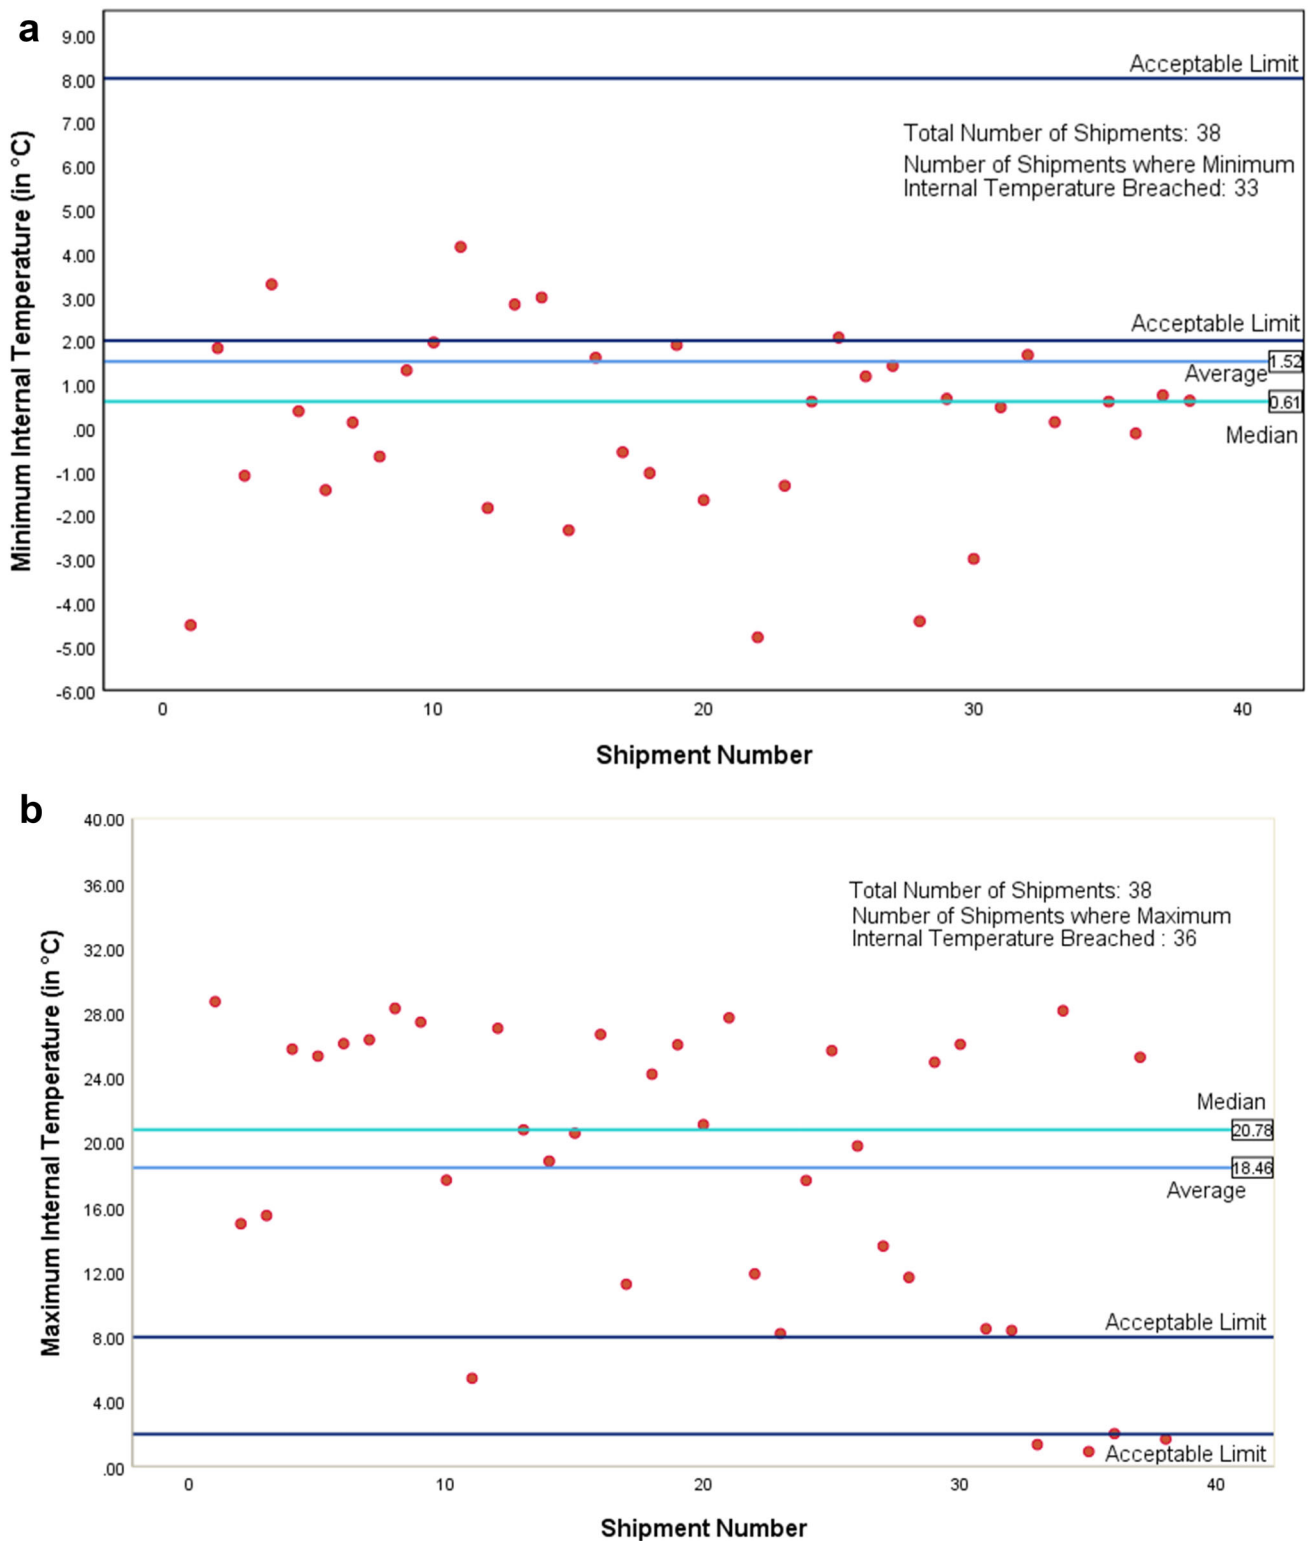 a
9.00
Acceptable Limit
8.00
7.00
Total Number of Shipments: 38
6.00
Number of Shipments where Minimum
Internal Temperature Breached: 33
5.00
4.00
3.00
Acceptable Limit
2.00
1.52
Average
1.00
0.61
.00
Median
-1.00
-2.00
-3.00
-4.00
-5.00
-6.00
Minimum Internal Temperature (in °C)
0 10 20 30 40
Shipment Number
b
40.00
36.00
Total Number of Shipments: 38
Number of Shipments where Maximum
Internal Temperature Breached : 36
32.00
28.00
24.00
Median
20.78
20.00
18.46
Average
16.00
12.00
Acceptable Limit
8.00
4.00
Acceptable Limit
.00
Maximum Internal Temperature (in °C)
0 10 20 30 40
Shipment Number